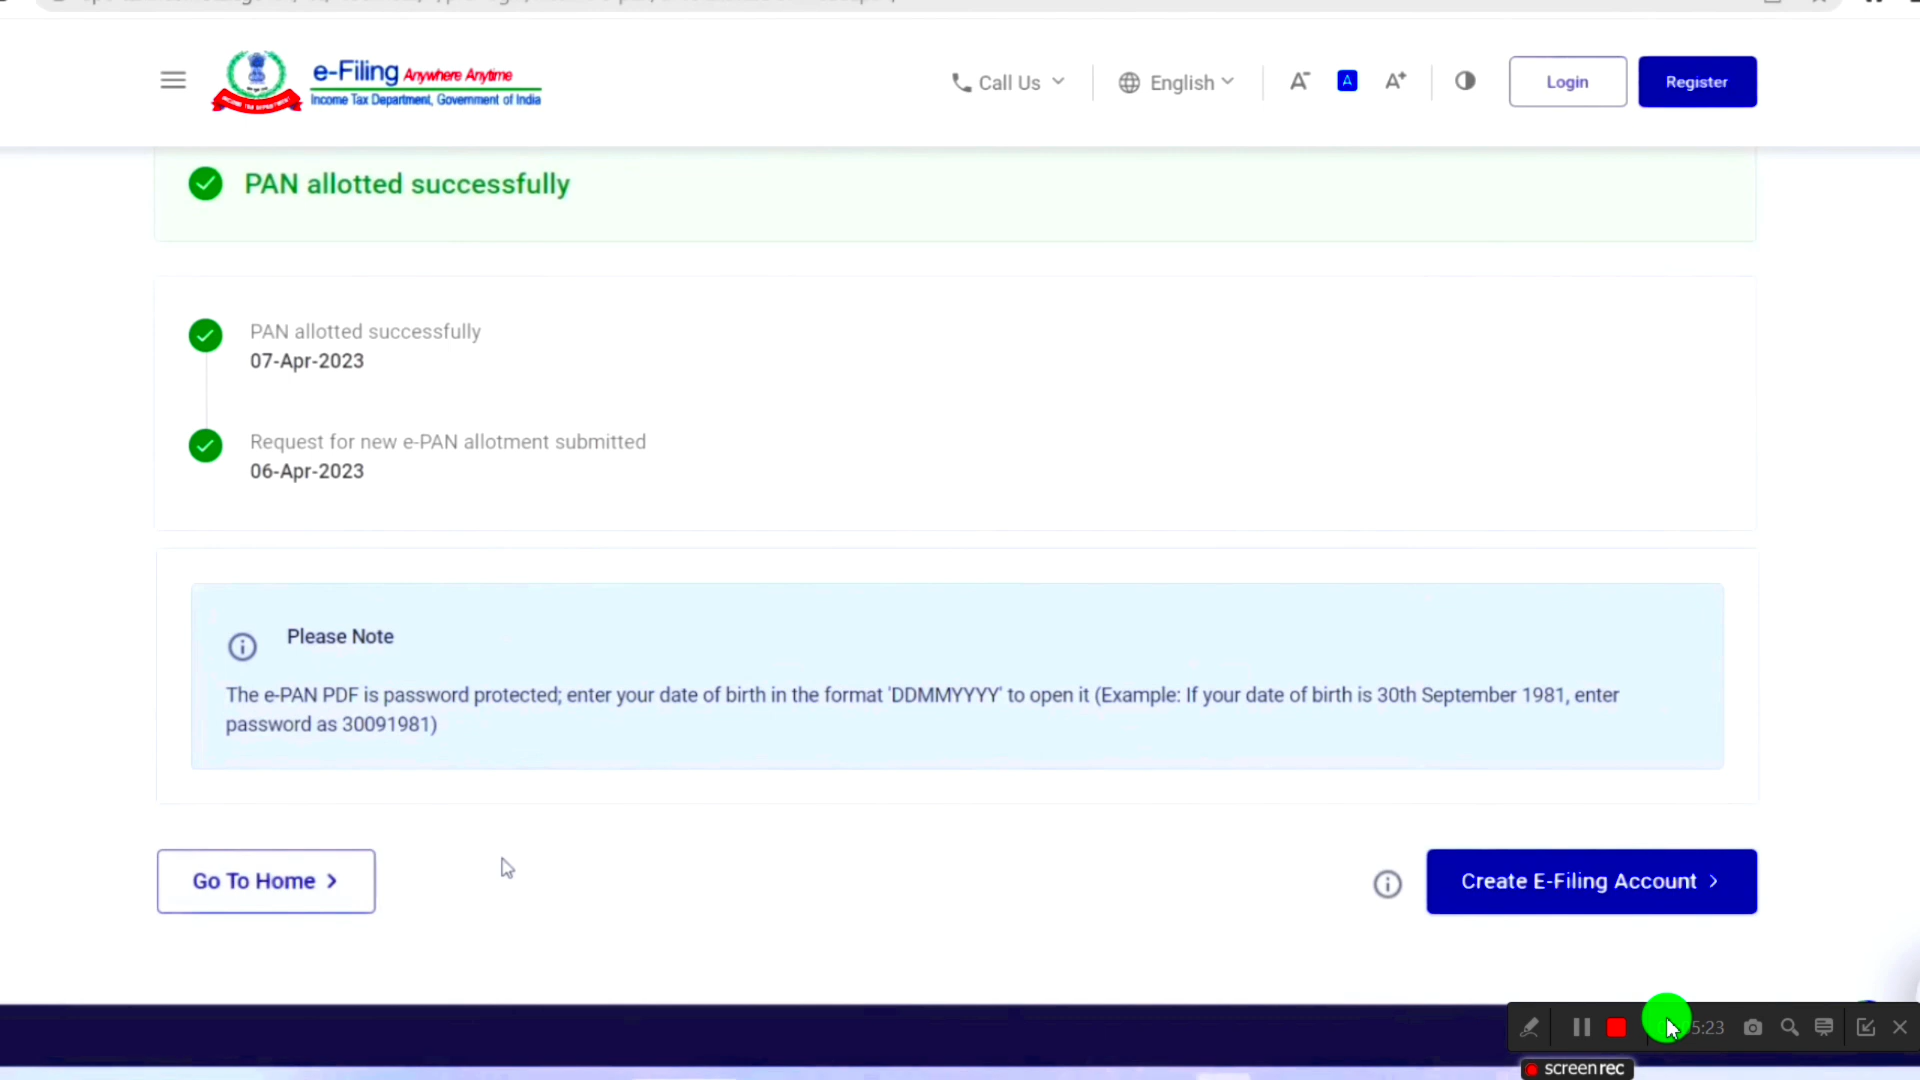 e-Filing Anywhere Anytime
Income Tax Department, Government of India
Call Us
English
A-
A
A+
Login
Register
INCOME TAX DEPARTMENT
PAN allotted successfully
PAN allotted successfully
07-Apr-2023
Request for new e-PAN allotment submitted
06-Apr-2023
Please Note
The e-PAN PDF is password protected; enter your date of birth in the format 'DDMMYYYY' to open it (Example: If your date of birth is 30th September 1981, enter
password as 30091981)
Go To Home
Create E-Filing Account
5:23
screenrec